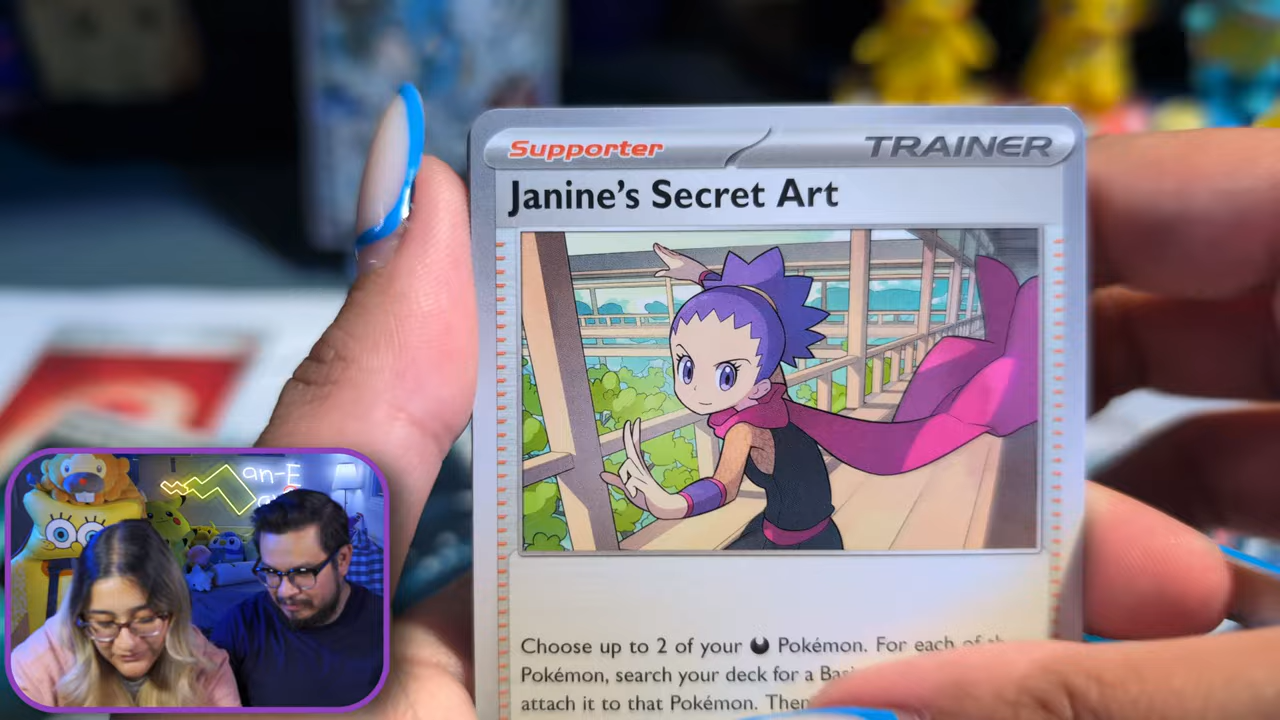 Supporter TRAINER
Janine's Secret Art
Choose up to 2 of your Pokémon. For each of
Pokémon, search your deck for a
attach it to that Pokémon.
an-E